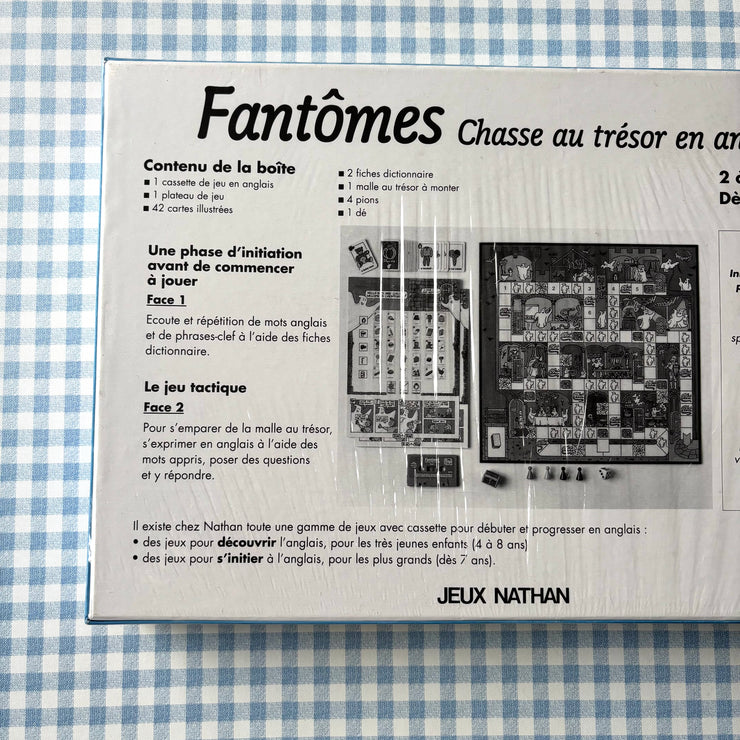 Fantômes Chasse au trésor en an
Contenu de la boîte
■ 1 cassette de jeu en anglais
■ 1 plateau de jeu
■ 42 cartes illustrées
■ 2 fiches dictionnaire
■ 1 malle au trésor à monter
■ 4 pions
■ 1 dé
2
Dè
Une phase d'initiation
avant de commencer
à jouer
Face 1
Ecoute et répétition de mots anglais
et de phrases-clef à l'aide des fiches
dictionnaire.
Le jeu tactique
Face 2
Pour s'emparer de la malle au trésor,
s'exprimer en anglais à l'aide des
mots appris, poser des questions
et y répondre.
Il existe chez Nathan toute une gamme de jeux avec cassette pour débuter et progresser en anglais :
• des jeux pour découvrir l'anglais, pour les très jeunes enfants (4 à 8 ans)
• des jeux pour s'initier à l'anglais, pour les plus grands (dès 7 ans).
JEUX NATHAN